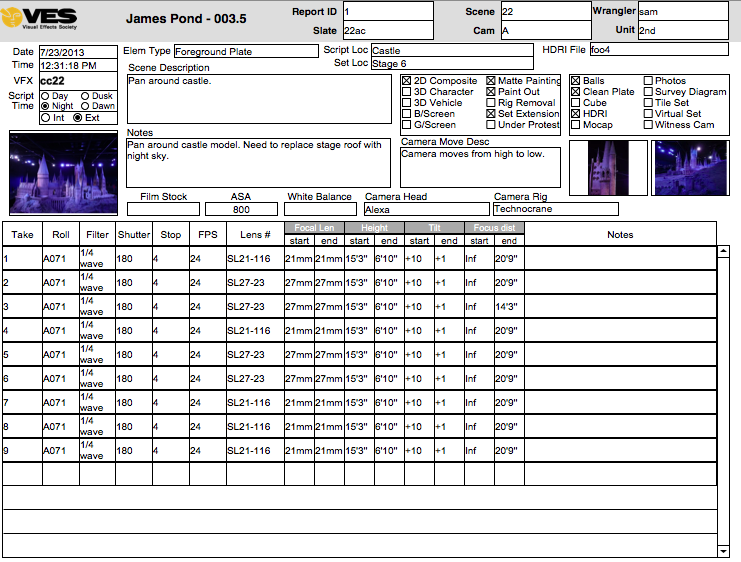 VES
Visual Effects Society
James Pond - 003.5
Report ID 1 Scene 22 Wrangler sam
Slate 22ac Cam A Unit 2nd
Date 7/23/2013 Elem Type Foreground Plate Script Loc Castle HDRI File foo4
Time 12:31:18 PM Set Loc Stage 6
VFX cc22
Script Time Day Dusk
Night Dawn
Int Ext
Scene Description
Pan around castle.
2D Composite Matte Painting Balls Photos
3D Character Paint Out Clean Plate Survey Diagram
3D Vehicle Rig Removal Cube Tile Set
B/Screen Set Extension HDRI Virtual Set
G/Screen Under Protest Mocap Witness Cam
Notes
Pan around castle model. Need to replace stage roof with
night sky.
Camera Move Desc
Camera moves from high to low.
Film Stock ASA White Balance Camera Head Camera Rig
800 Alexa Technocrane
Focal Len Height Tilt Focus dist
Take Roll Filter Shutter Stop FPS Lens # start end start end start end start end Notes
1 A071 1/4 wave 180 4 24 SL21-116 21mm 21mm 15'3" 6'10" +10 +1 Inf 20'9"
2 A071 1/4 wave 180 4 24 SL27-23 27mm 27mm 15'3" 6'10" +10 +1 Inf 20'9"
3 A071 1/4 wave 180 4 24 SL27-23 27mm 27mm 15'3" 6'10" +10 +1 Inf 14'3"
4 A071 1/4 wave 180 4 24 SL21-116 21mm 21mm 15'3" 6'10" +10 +1 Inf 20'9"
5 A071 1/4 wave 180 4 24 SL27-23 27mm 27mm 15'3" 6'10" +10 +1 Inf 20'9"
6 A071 1/4 wave 180 4 24 SL27-23 27mm 27mm 15'3" 6'10" +10 +1 Inf 20'9"
7 A071 1/4 wave 180 4 24 SL21-116 21mm 21mm 15'3" 6'10" +10 +1 Inf 20'9"
8 A071 1/4 wave 180 4 24 SL21-116 21mm 21mm 15'3" 6'10" +10 +1 Inf 20'9"
9 A071 1/4 wave 180 4 24 SL21-116 21mm 21mm 15'3" 6'10" +10 +1 Inf 20'9"